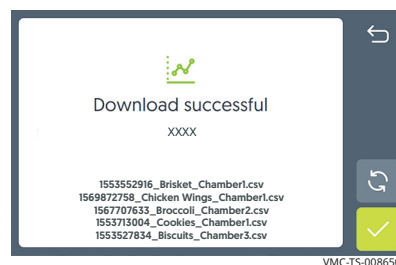 Download successful
XXXX
1553552916_Brisket_Chamber1.csv
1569872758_Chicken Wings_Chamber1.csv
1567707633_Broccoli_Chamber2.csv
1553713004_Cookies_Chamber1.csv
1553527834_Biscuits_Chamber3.csv
VMC-TS-008650